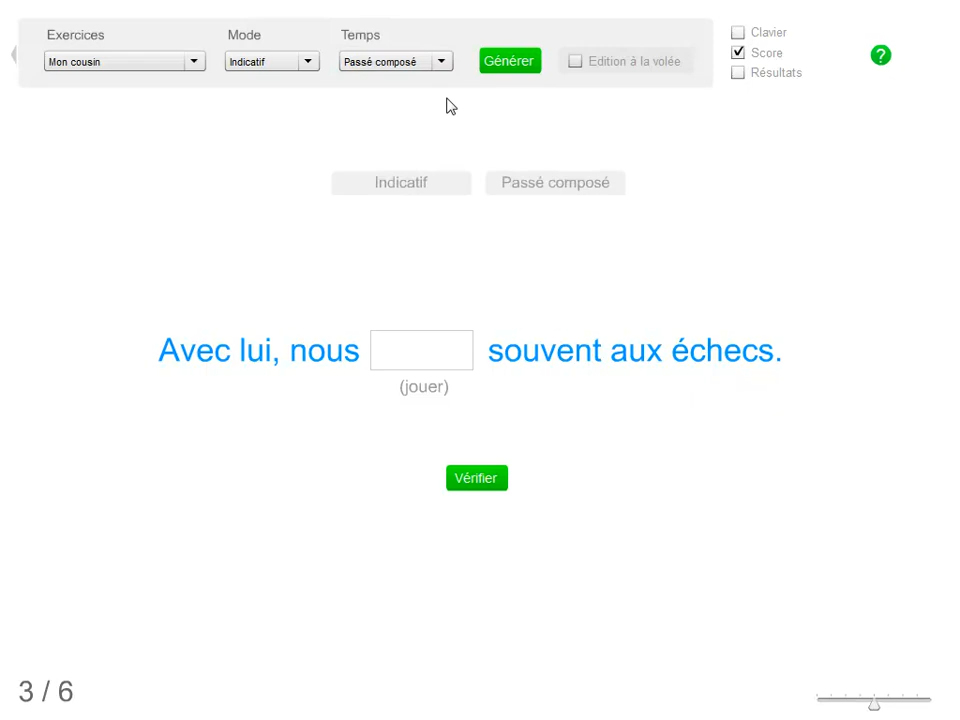 Exercices Mode Temps
Mon cousin Indicatif Passé composé Générer Edition à la volée
Clavier
Score
Résultats
?
Indicatif Passé composé
Avec lui, nous souvent aux échecs.
(jouer)
Vérifier
3 / 6